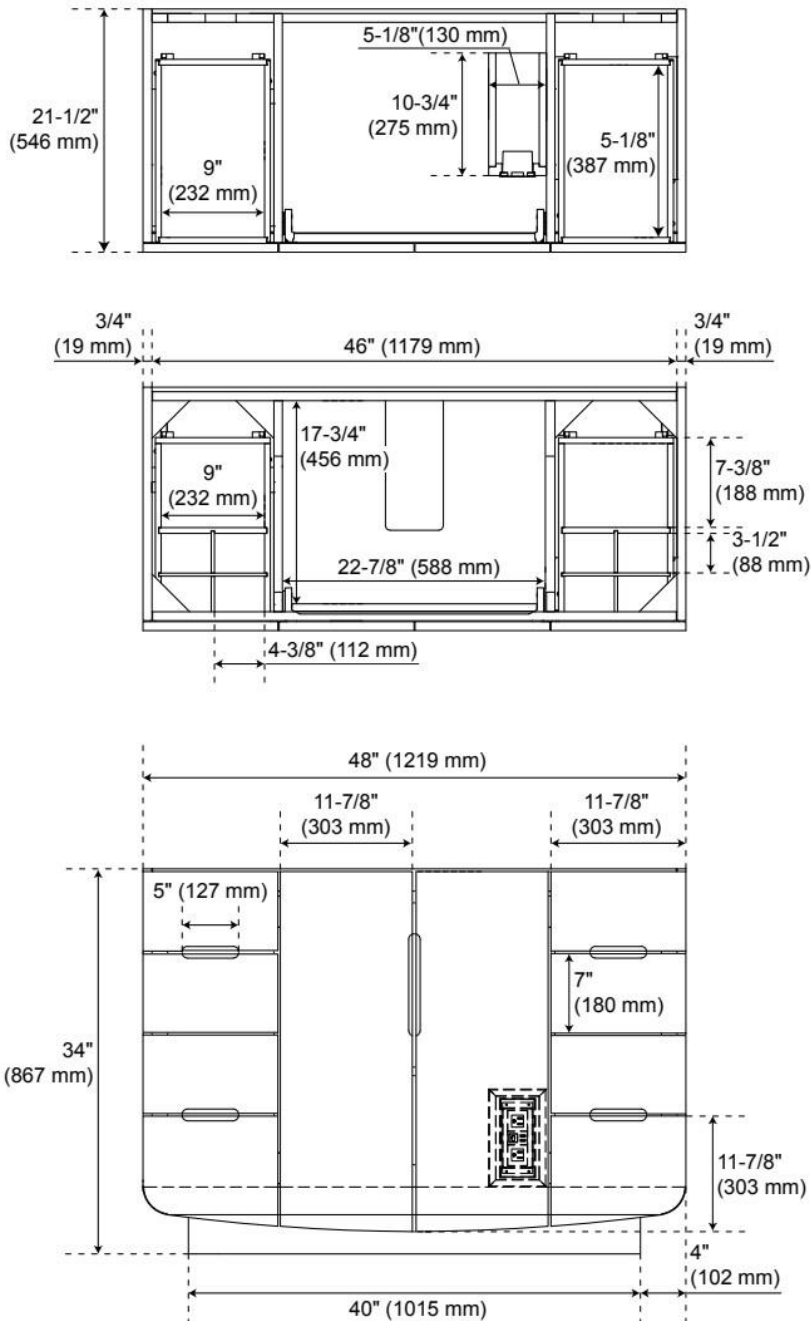 5-1/8"(130 mm)
10-3/4"
(275 mm)
21-1/2"
(546 mm)
9"
(232 mm)
5-1/8"
(387 mm)
3/4"
(19 mm)
46" (1179 mm)
3/4"
(19 mm)
17-3/4"
(456 mm)
9"
(232 mm)
7-3/8"
(188 mm)
3-1/2"
(88 mm)
22-7/8" (588 mm)
4-3/8" (112 mm)
48" (1219 mm)
11-7/8"
(303 mm)
11-7/8"
(303 mm)
5" (127 mm)
7"
(180 mm)
34"
(867 mm)
11-7/8"
(303 mm)
4"
(102 mm)
40" (1015 mm)